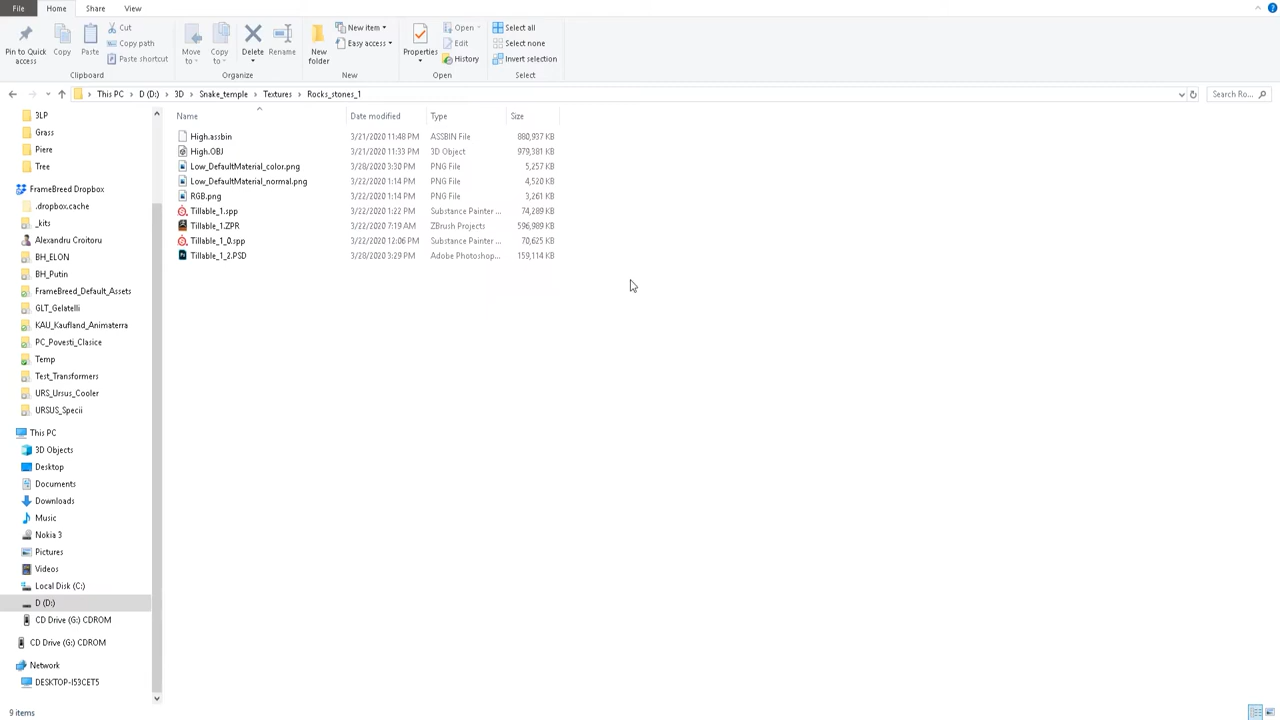 File Home Share View
Pin to Quick access
Copy
Paste
Cut
Copy path
Paste shortcut
Clipboard
Move to
Copy to
Delete
Rename
Organize
New folder
New item
Easy access
New
Properties
Open
Edit
History
Open
Select all
Select none
Invert selection
Select
This PC > D (D:) > 3D > Snake_temple > Textures > Rocks_stones_1
Search Ro...
3LP
Grass
Piere
Tree
FrameBreed Dropbox
.dropbox.cache
_kits
Alexandru Croitoru
BH_ELON
BH_Putin
FrameBreed_Default_Assets
GLT_Gelatelli
KAU_Kaufland_Animaterra
PC_Povesti_Clasice
Temp
Test_Transformers
URS_Ursus_Cooler
URSUS_Specii
This PC
3D Objects
Desktop
Documents
Downloads
Music
Nokia 3
Pictures
Videos
Local Disk (C:)
D (D:)
CD Drive (G:) CDROM
CD Drive (G:) CDROM
Network
DESKTOP-I53CET5
Name Date modified Type Size
High.assbin 3/21/2020 11:48 PM ASSBIN File 880,937 KB
High.OBJ 3/21/2020 11:33 PM 3D Object 979,381 KB
Low_DefaultMaterial_color.png 3/28/2020 3:30 PM PNG File 5,257 KB
Low_DefaultMaterial_normal.png 3/22/2020 1:14 PM PNG File 4,520 KB
RGB.png 3/22/2020 1:14 PM PNG File 3,261 KB
Tillable_1.spp 3/22/2020 1:22 PM Substance Painter ... 74,289 KB
Tillable_1.ZPR 3/22/2020 7:19 AM ZBrush Projects 596,989 KB
Tillable_1_0.spp 3/22/2020 12:06 PM Substance Painter ... 70,625 KB
Tillable_1_2.PSD 3/28/2020 3:29 PM Adobe Photoshop... 159,114 KB
9 items